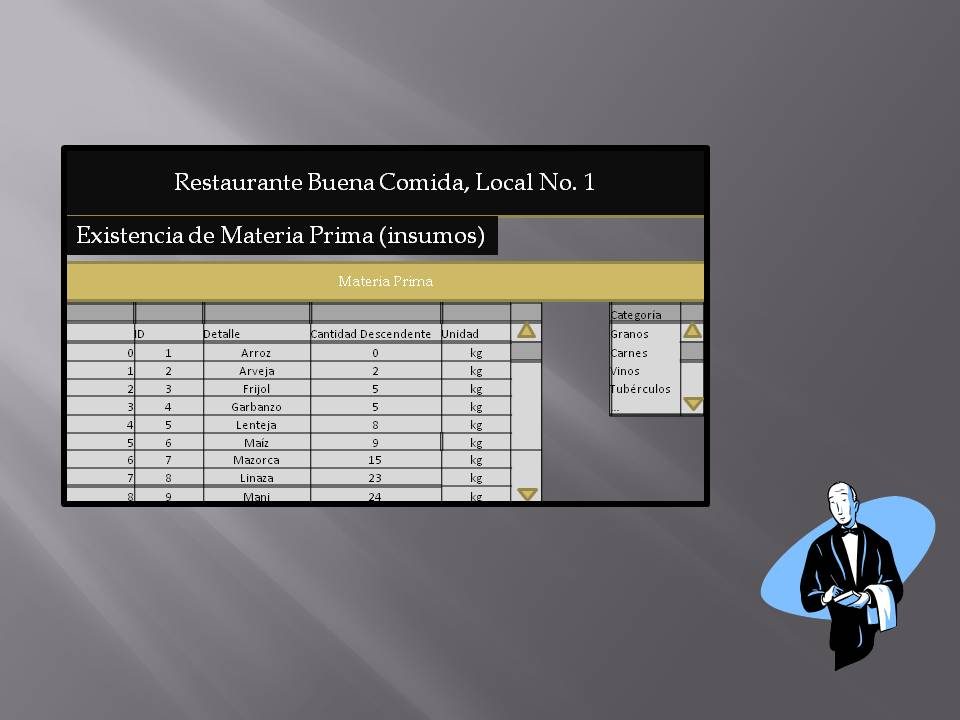 Restaurante Buena Comida, Local No. 1
Existencia de Materia Prima (insumos)
Materia Prima
ID Detalle Cantidad Descendente Unidad
0 1 Arroz 0 kg
1 2 Arveja 2 kg
2 3 Frijol 5 kg
3 4 Garbanzo 5 kg
4 5 Lenteja 8 kg
5 6 Maíz 9 kg
6 7 Mazorca 15 kg
7 8 Linaza 23 kg
8 9 Mani 24 kg
Categoria
Granos
Carnes
Vinos
Tubérculos
...